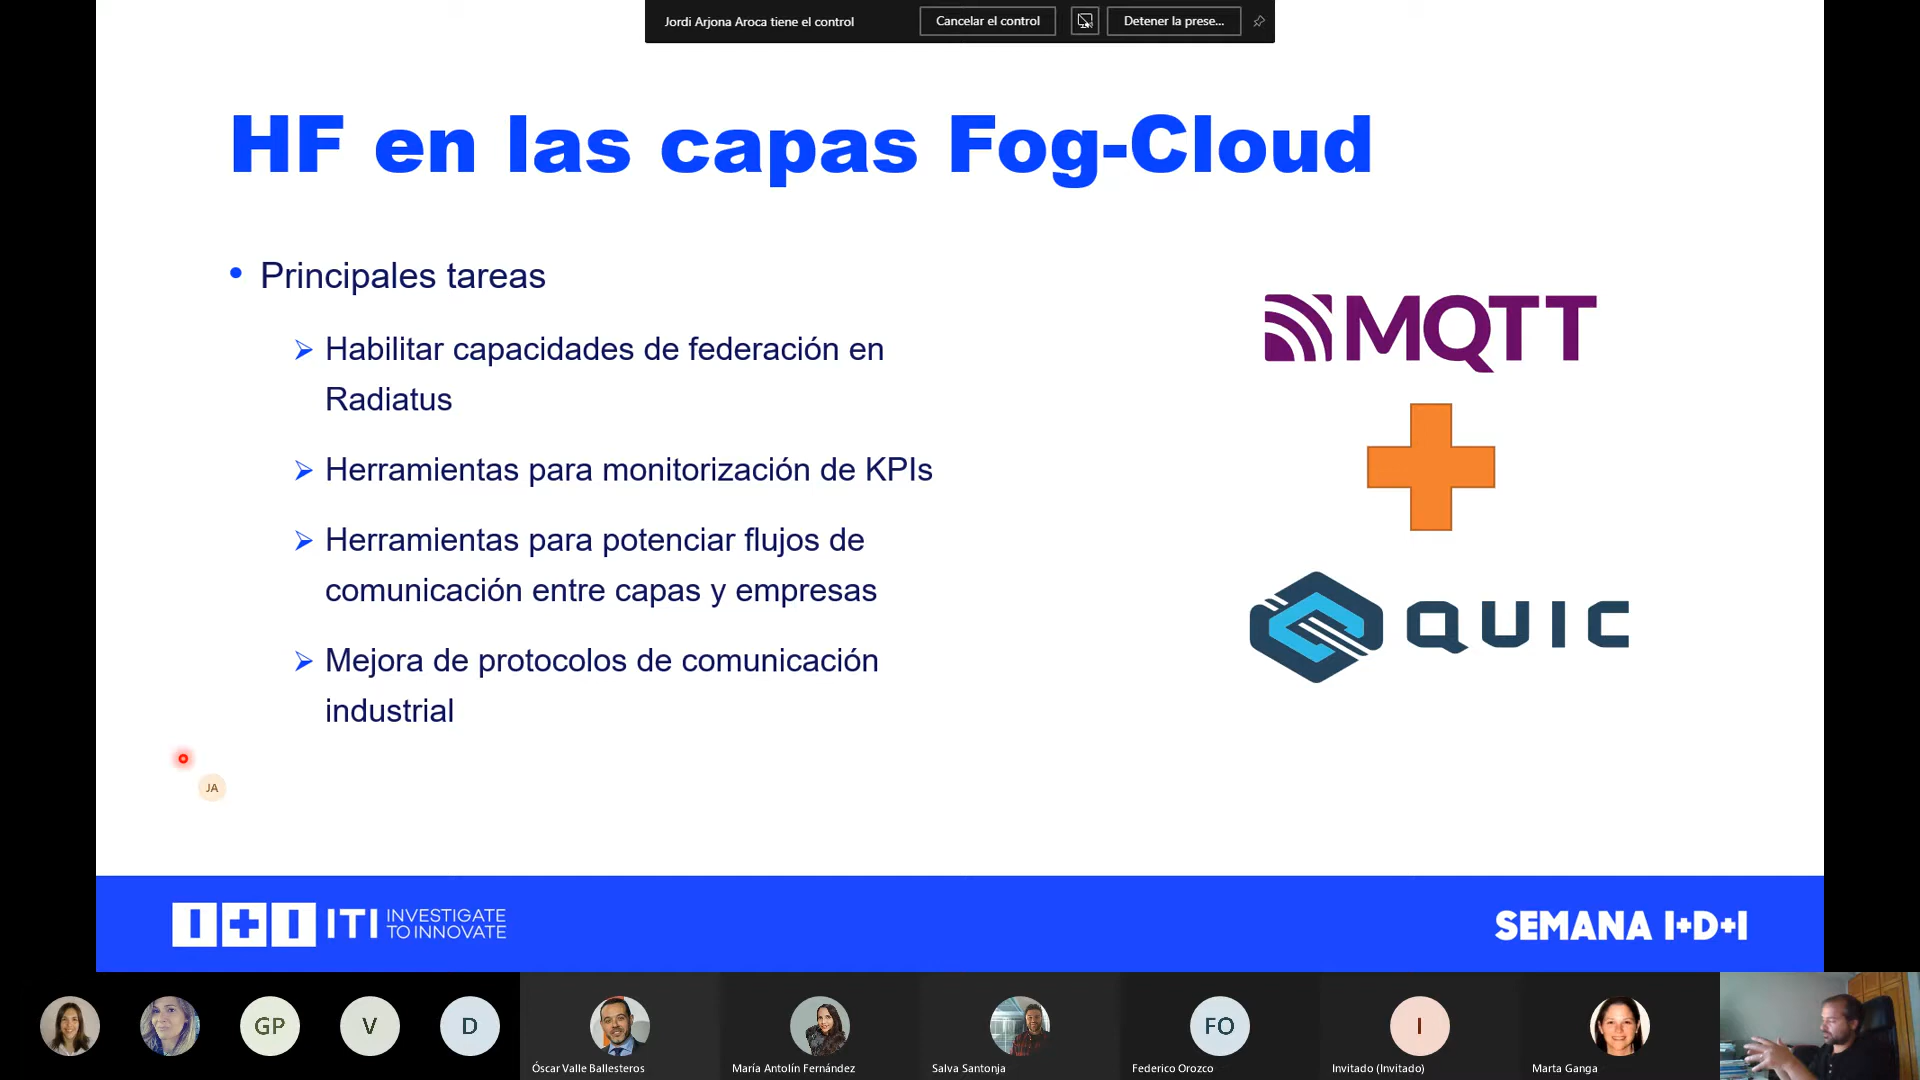 Jordi Arjona Aroca tiene el control
Cancelar el control
Detener la prese...
HF en las capas Fog-Cloud
• Principales tareas
Habilitar capacidades de federación en
Radiatus
Herramientas para monitorización de KPIs
Herramientas para potenciar flujos de
comunicación entre capas y empresas
Mejora de protocolos de comunicación
industrial
MQTT
QUIC
JA
I+I ITI INVESTIGATE
TO INNOVATE
SEMANA I+D+I
GP
V
D
FO
I
Óscar Valle Ballesteros
María Antolín Fernández
Salva Santonja
Federico Orozco
Invitado (Invitado)
Marta Ganga